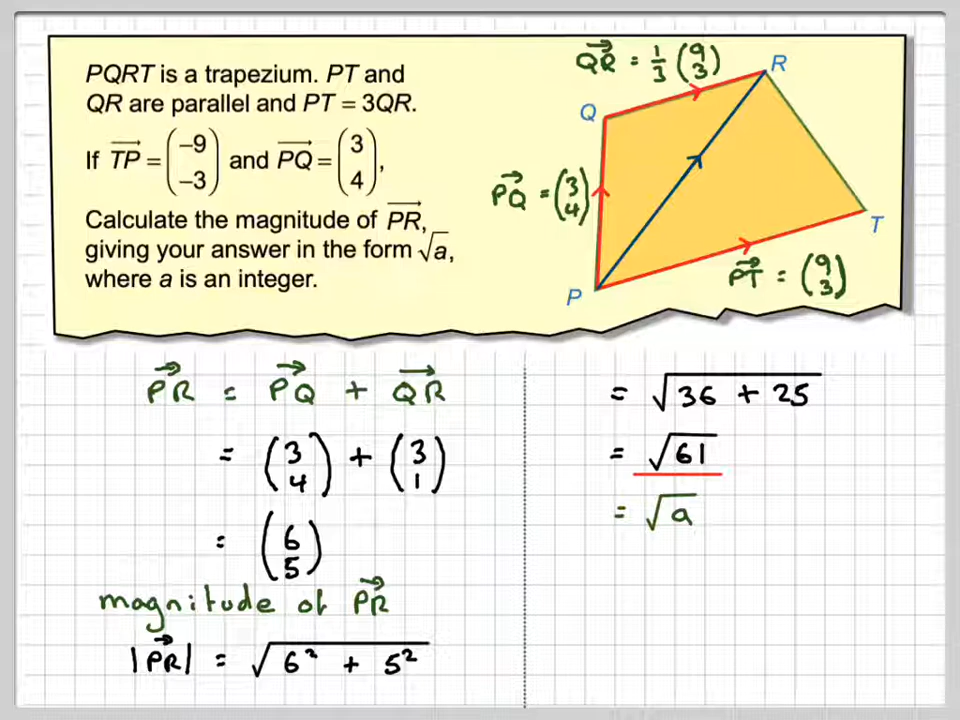 PQRT is a trapezium. PT and
QR are parallel and PT = 3QR.
If TP→ = (–9 –3) and PQ→ = (3 4),
Calculate the magnitude of PR→,
giving your answer in the form √a,
where a is an integer.
QR→ = 1/3 (9 3)
R
Q
PQ→ = (3 4)
T
PT→ = (9 3)
P
PR→ = PQ→ + QR→
= (3 4) + (3 1)
= (6 5)
magnitude of PR→
|PR→| = √(6² + 5²)
= √(36 + 25)
= √61
= √a